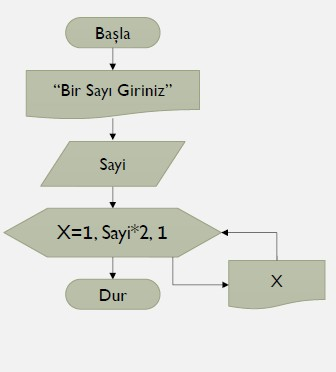 Başla
“Bir Sayı Giriniz”
Sayi
X=1, Sayi*2, 1
X
Dur